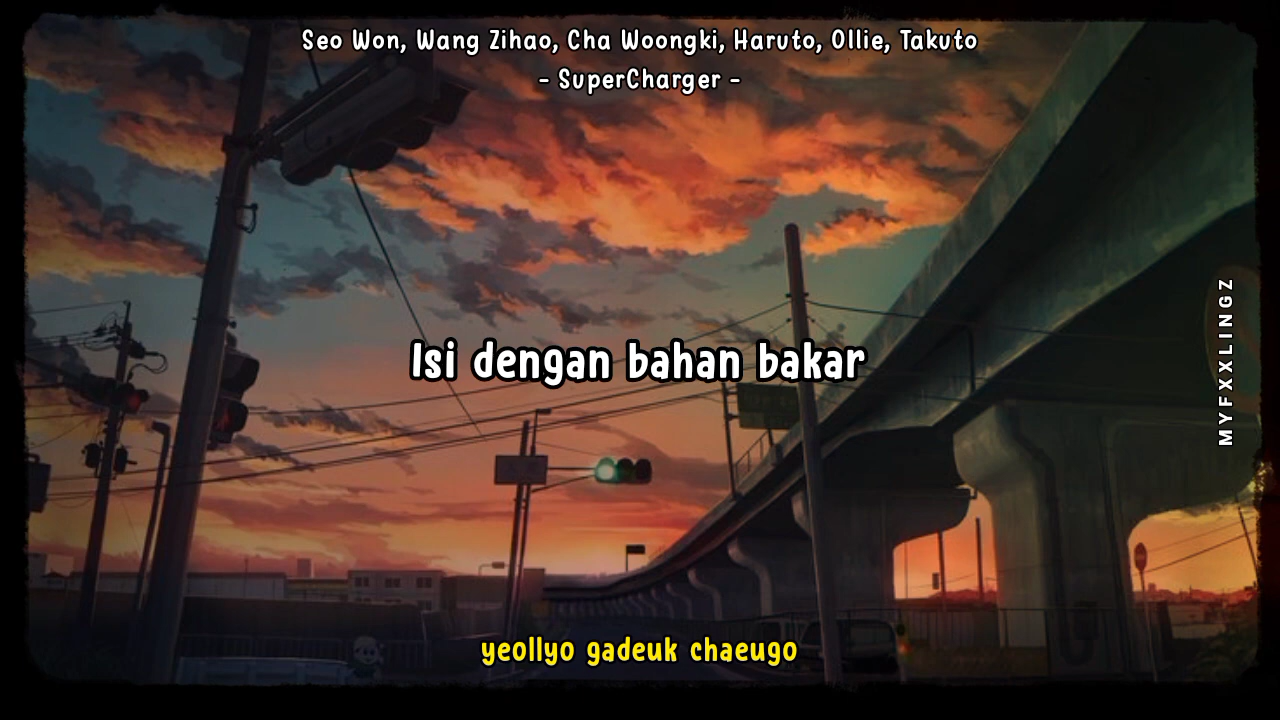 Seo Won, Wang Zihao, Cha Woongki, Haruto, Ollie, Takuto
- SuperCharger -
Isi dengan bahan bakar
MYFXXLINGZ
yeollyo gadeuk chaeugo